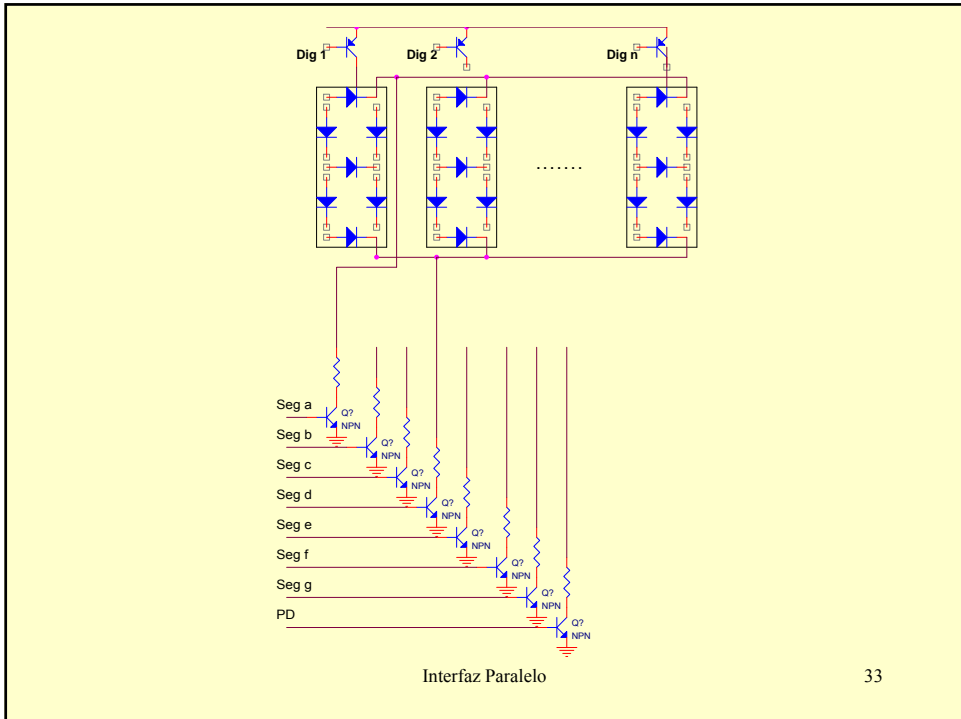 Dig 1 Dig 2 Dig n
.......
Seg a
Q?
NPN
Seg b
Q?
NPN
Seg c
Q?
NPN
Seg d
Q?
NPN
Seg e
Q?
NPN
Seg f
Q?
NPN
Seg g
Q?
NPN
PD
Q?
NPN
Interfaz Paralelo 33